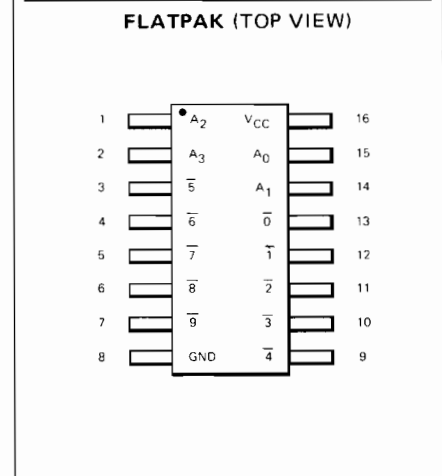 FLATPAK (TOP VIEW)
1 A₂ V_CC 16
2 A₃ A₀ 15
3 5̅ A₁ 14
4 6̅ 0̅ 13
5 7̅ 1̅ 12
6 8̅ 2̅ 11
7 9̅ 3̅ 10
8 GND 4̅ 9